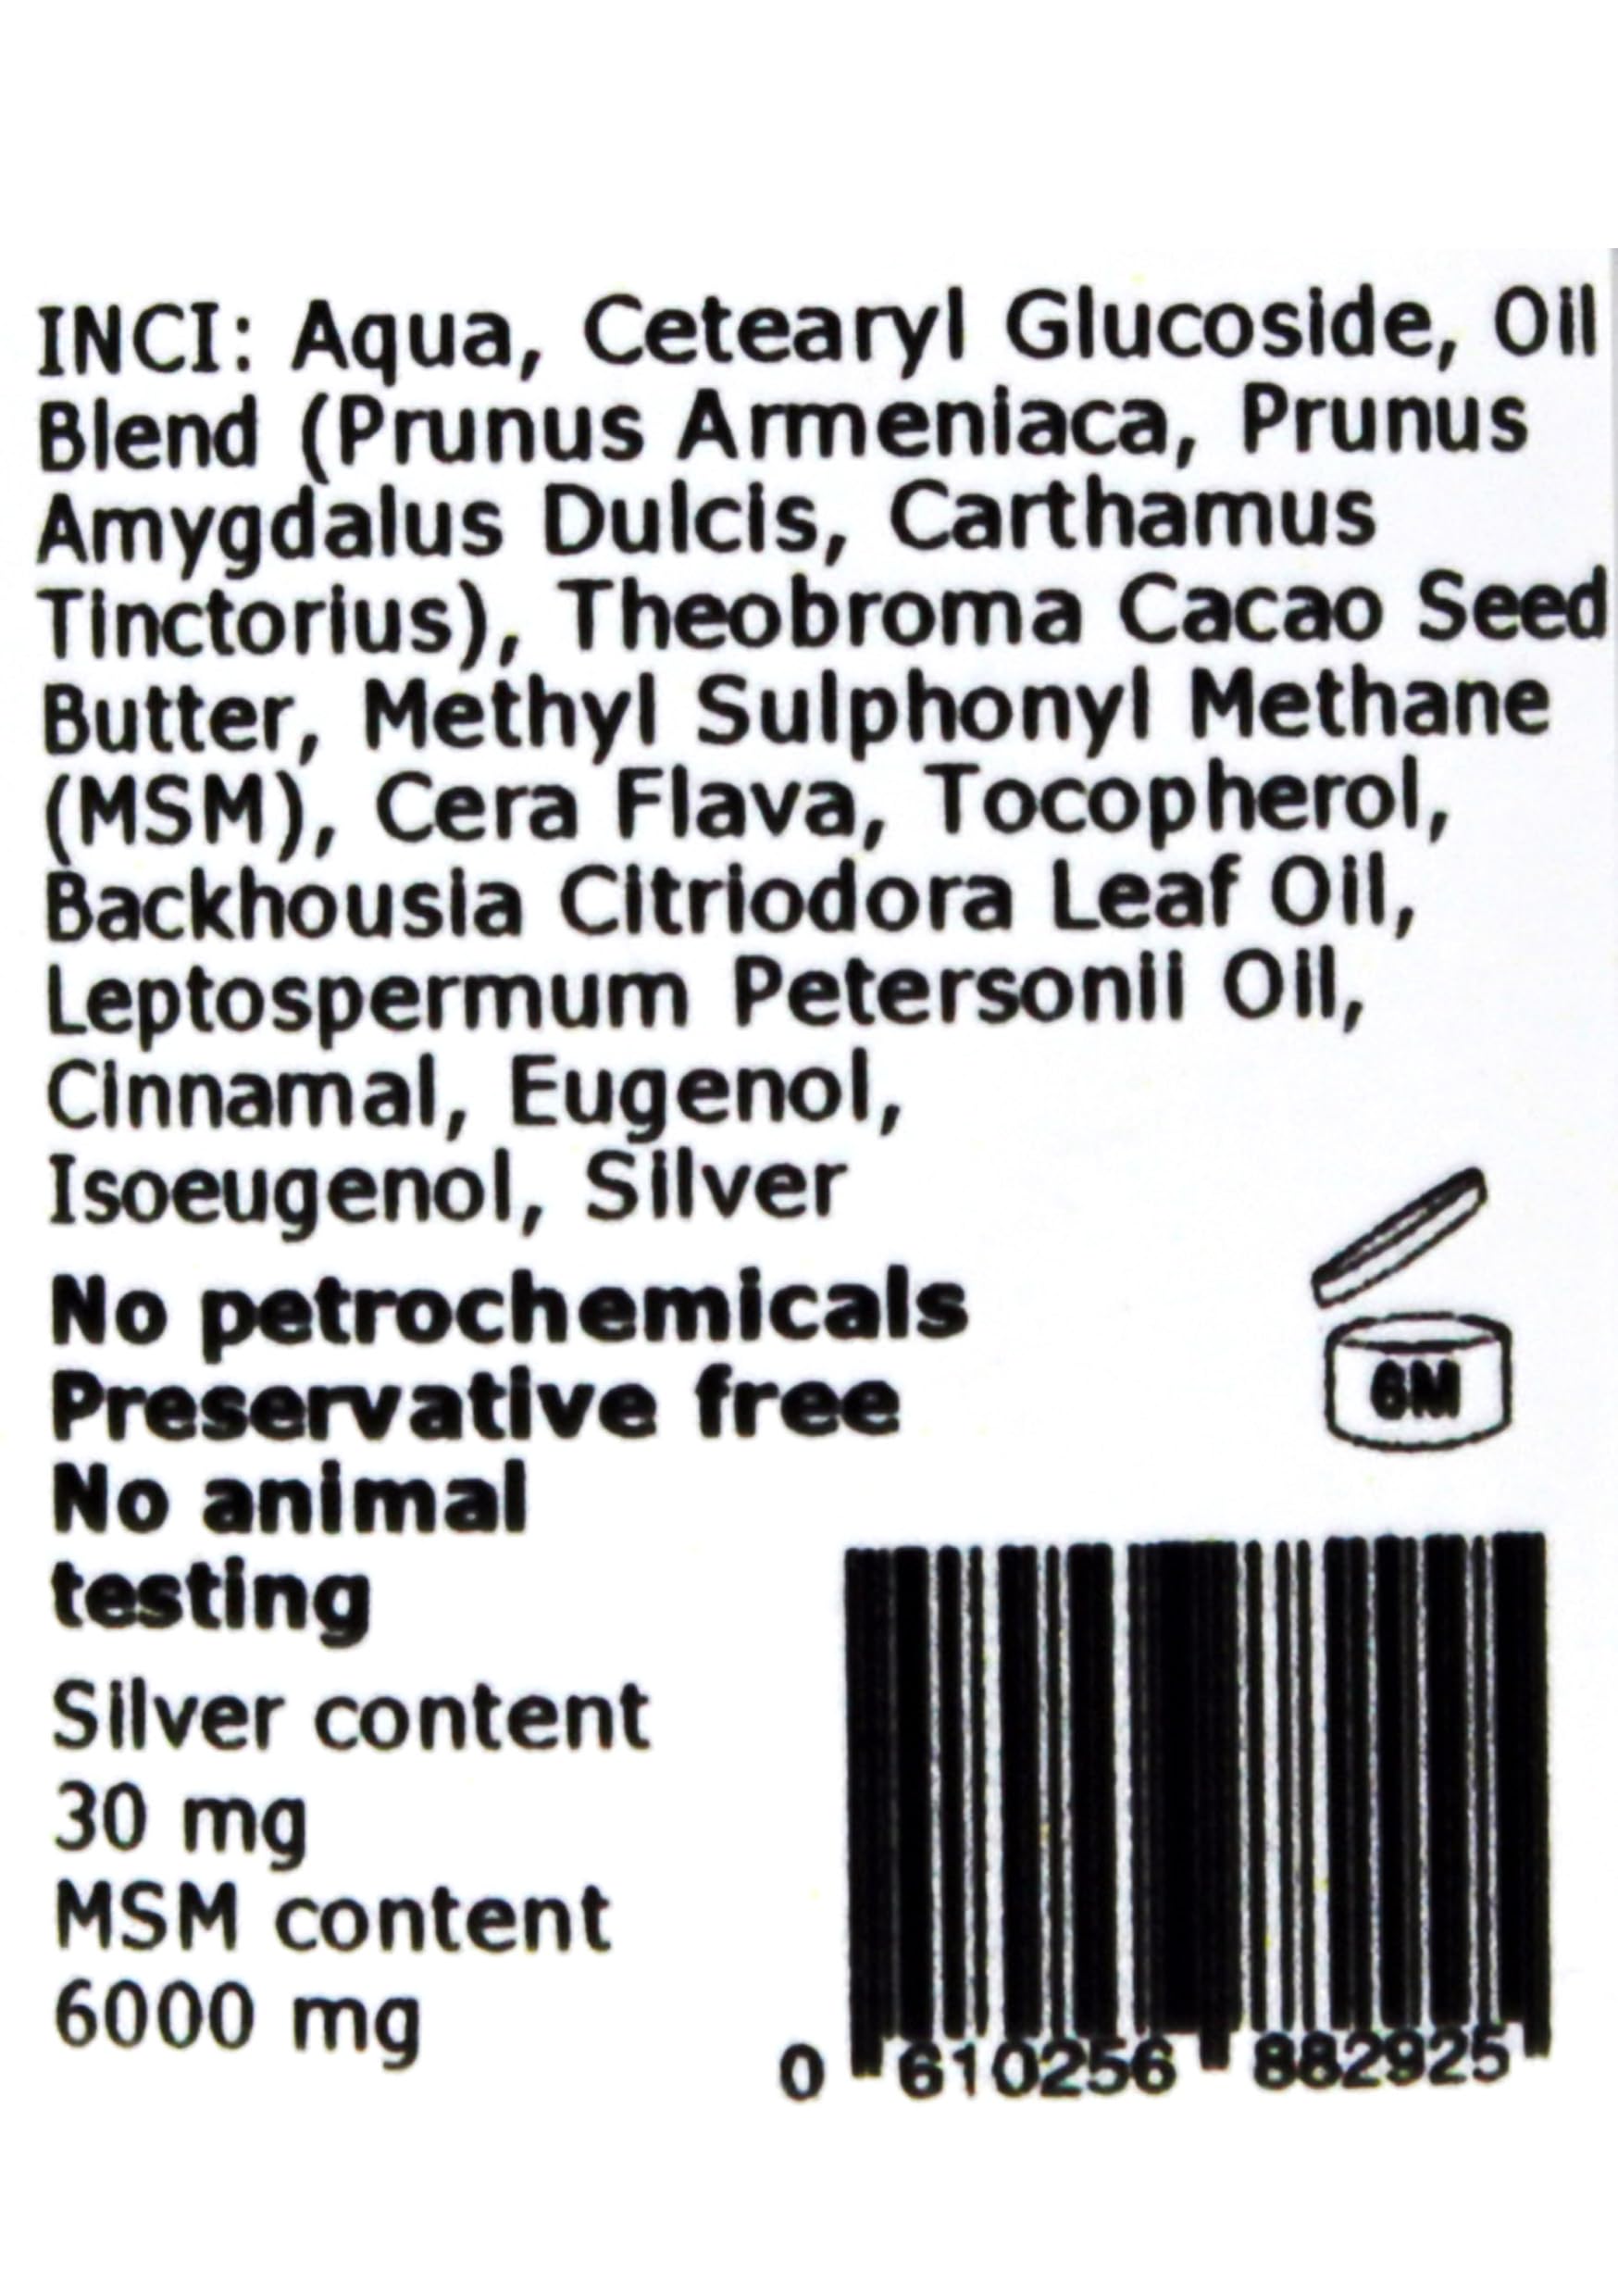 INCI: Aqua, Cetearyl Glucoside, Oil
Blend (Prunus Armeniaca, Prunus
Amygdalus Dulcis, Carthamus
Tinctorius), Theobroma Cacao Seed
Butter, Methyl Sulphonyl Methane
(MSM), Cera Flava, Tocopherol,
Backhousia Citriodora Leaf Oil,
Leptospermum Petersonii Oil,
Cinnamal, Eugenol,
Isoeugenol, Silver
No petrochemicals
Preservative free
No animal
testing
6M
Silver content
30 mg
MSM content
6000 mg
0 610256 882925